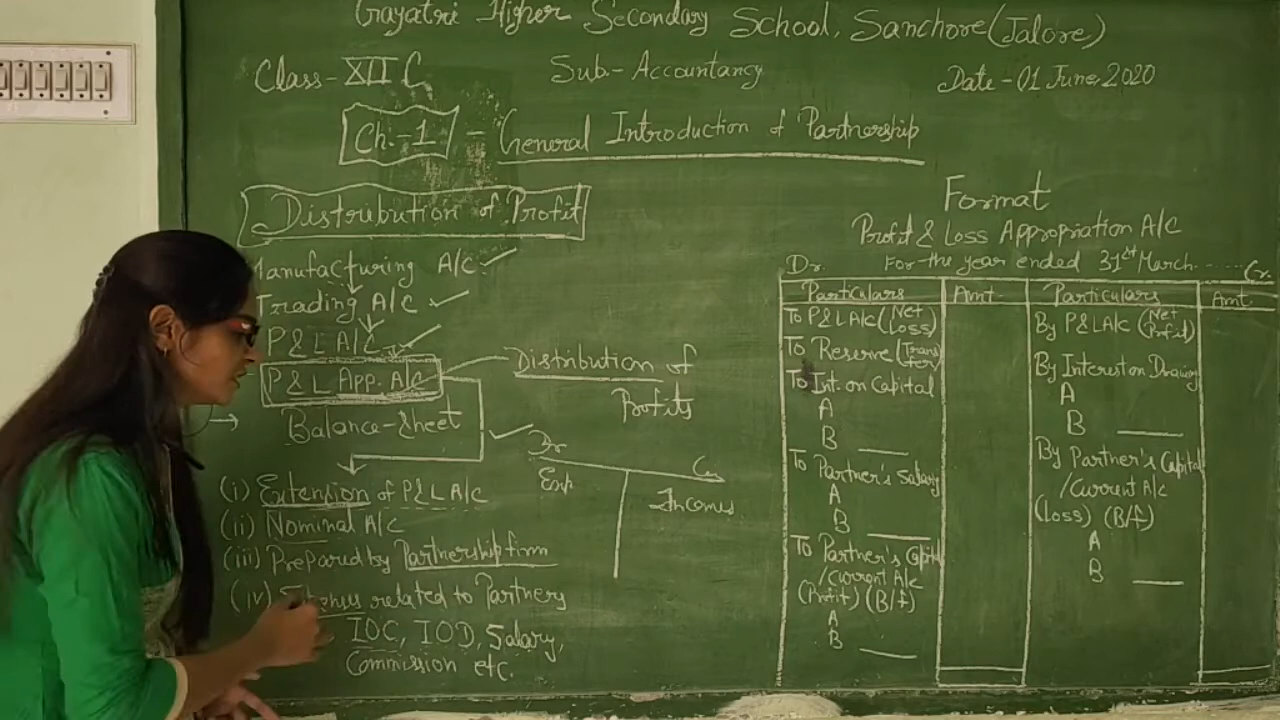 Gayatri Higher Secondary School, Sanchore (Jalore)
Class-XII C
Sub-Accountancy
Date-01 June, 2020
Ch:-1 - General Introduction of Partnership
Distribution of Profit
Manufacturing A/c
Trading A/C
P&L A/C
P & L App. A/C
Balance-Sheet
Distribution of
Profits
Dr
Cr
Exp
Incomes
(i) Extension of P&L A/c
(ii) Nominal A/c
(iii) Prepared by Partnership firm
(iv) related to Partners
IOC, IOD, Salary,
Commission etc.
Format
Profit & Loss Appropriation A/C
For the year ended 31st March......
Dr.
Cr.
Particulars Amt Particulars Amt
To P&L A/c (Net Loss)
To Reserve (Transfer)
To Int. on Capital
A
B
To Partner's Salary
A
B
To Partner's Capital
/Current A/c
(Profit) (B/f)
A
B
By P&L A/c (Net Profit)
By Interest on Drawing
A
B
By Partner's Capital
/Current A/c
(Loss) (B/f)
A
B